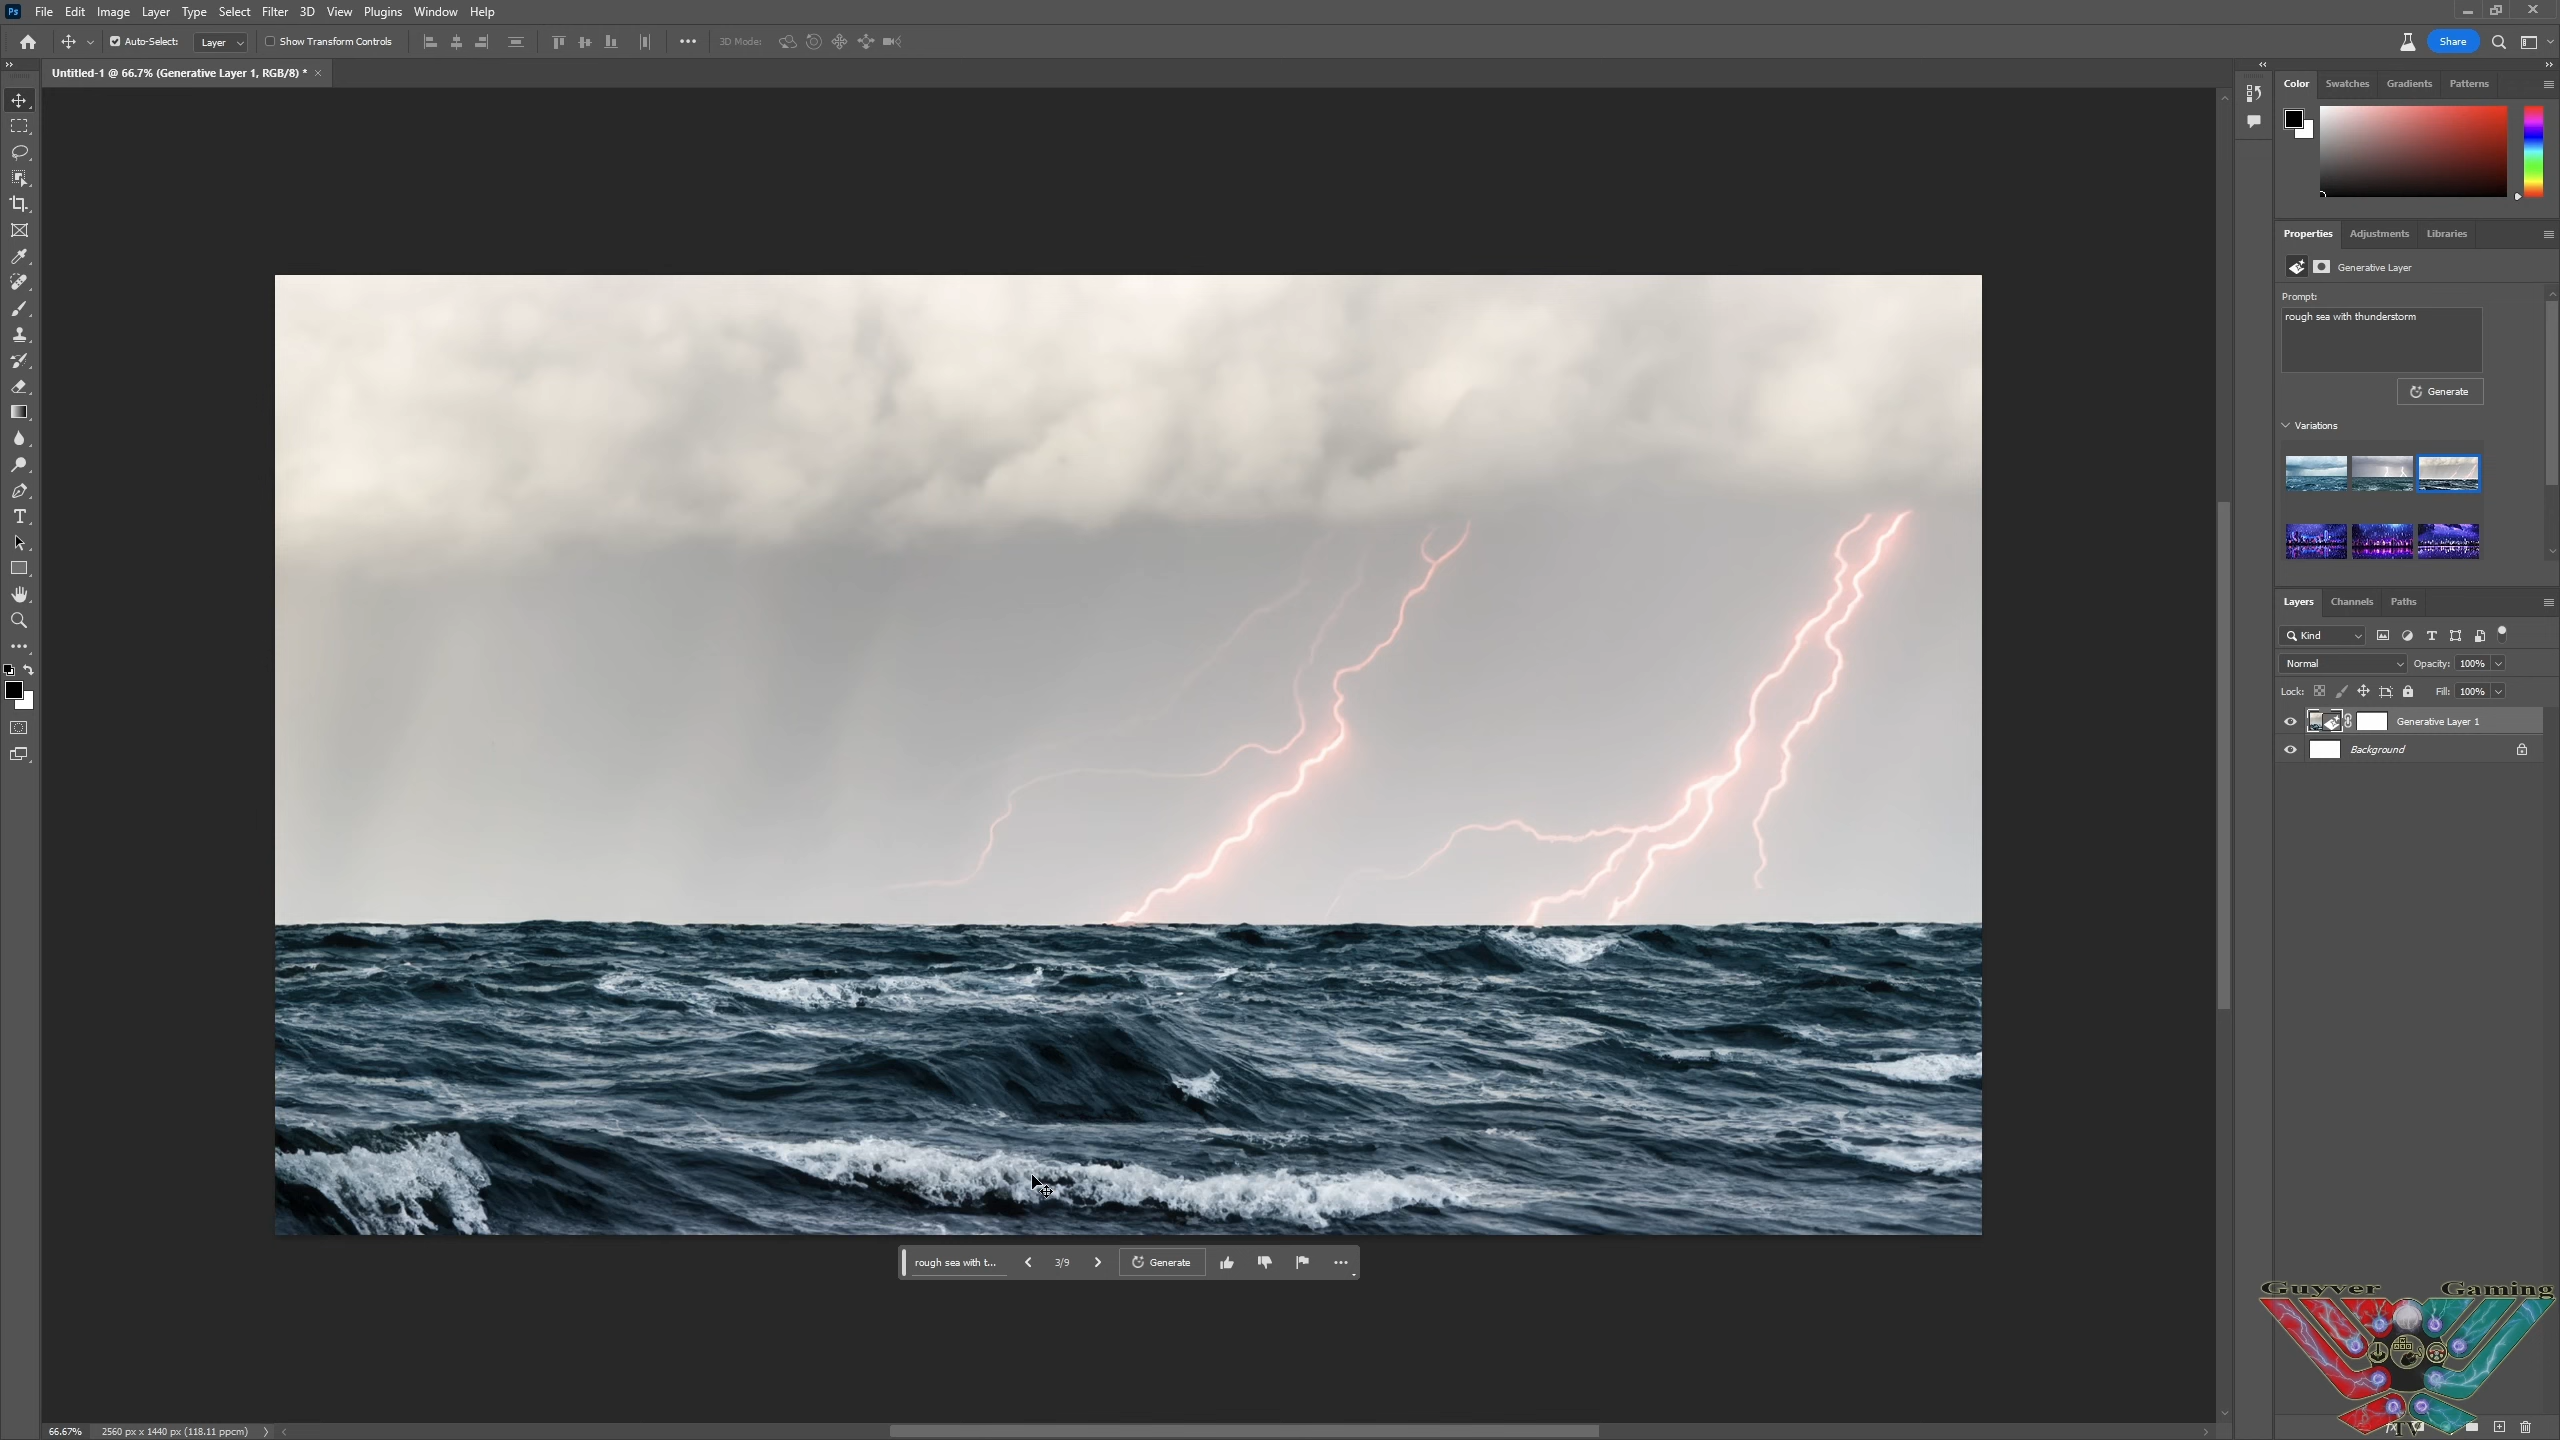 Ps File Edit Image Layer Type Select Filter 3D View Plugins Window Help
Auto-Select: Layer Show Transform Controls 3D Mode: Share
Untitled-1 @ 66.7% (Generative Layer 1, RGB/8) *
Color Swatches Gradients Patterns
Properties Adjustments Libraries
Generative Layer
Prompt:
rough sea with thunderstorm
Generate
Variations
Layers Channels Paths
Kind
Normal Opacity: 100%
Lock: Fill: 100%
Generative Layer 1
Background
rough sea with t... 3/9 Generate
Guyver Gaming
TV
66.67% 2560 px x 1440 px (118.11 ppcm)